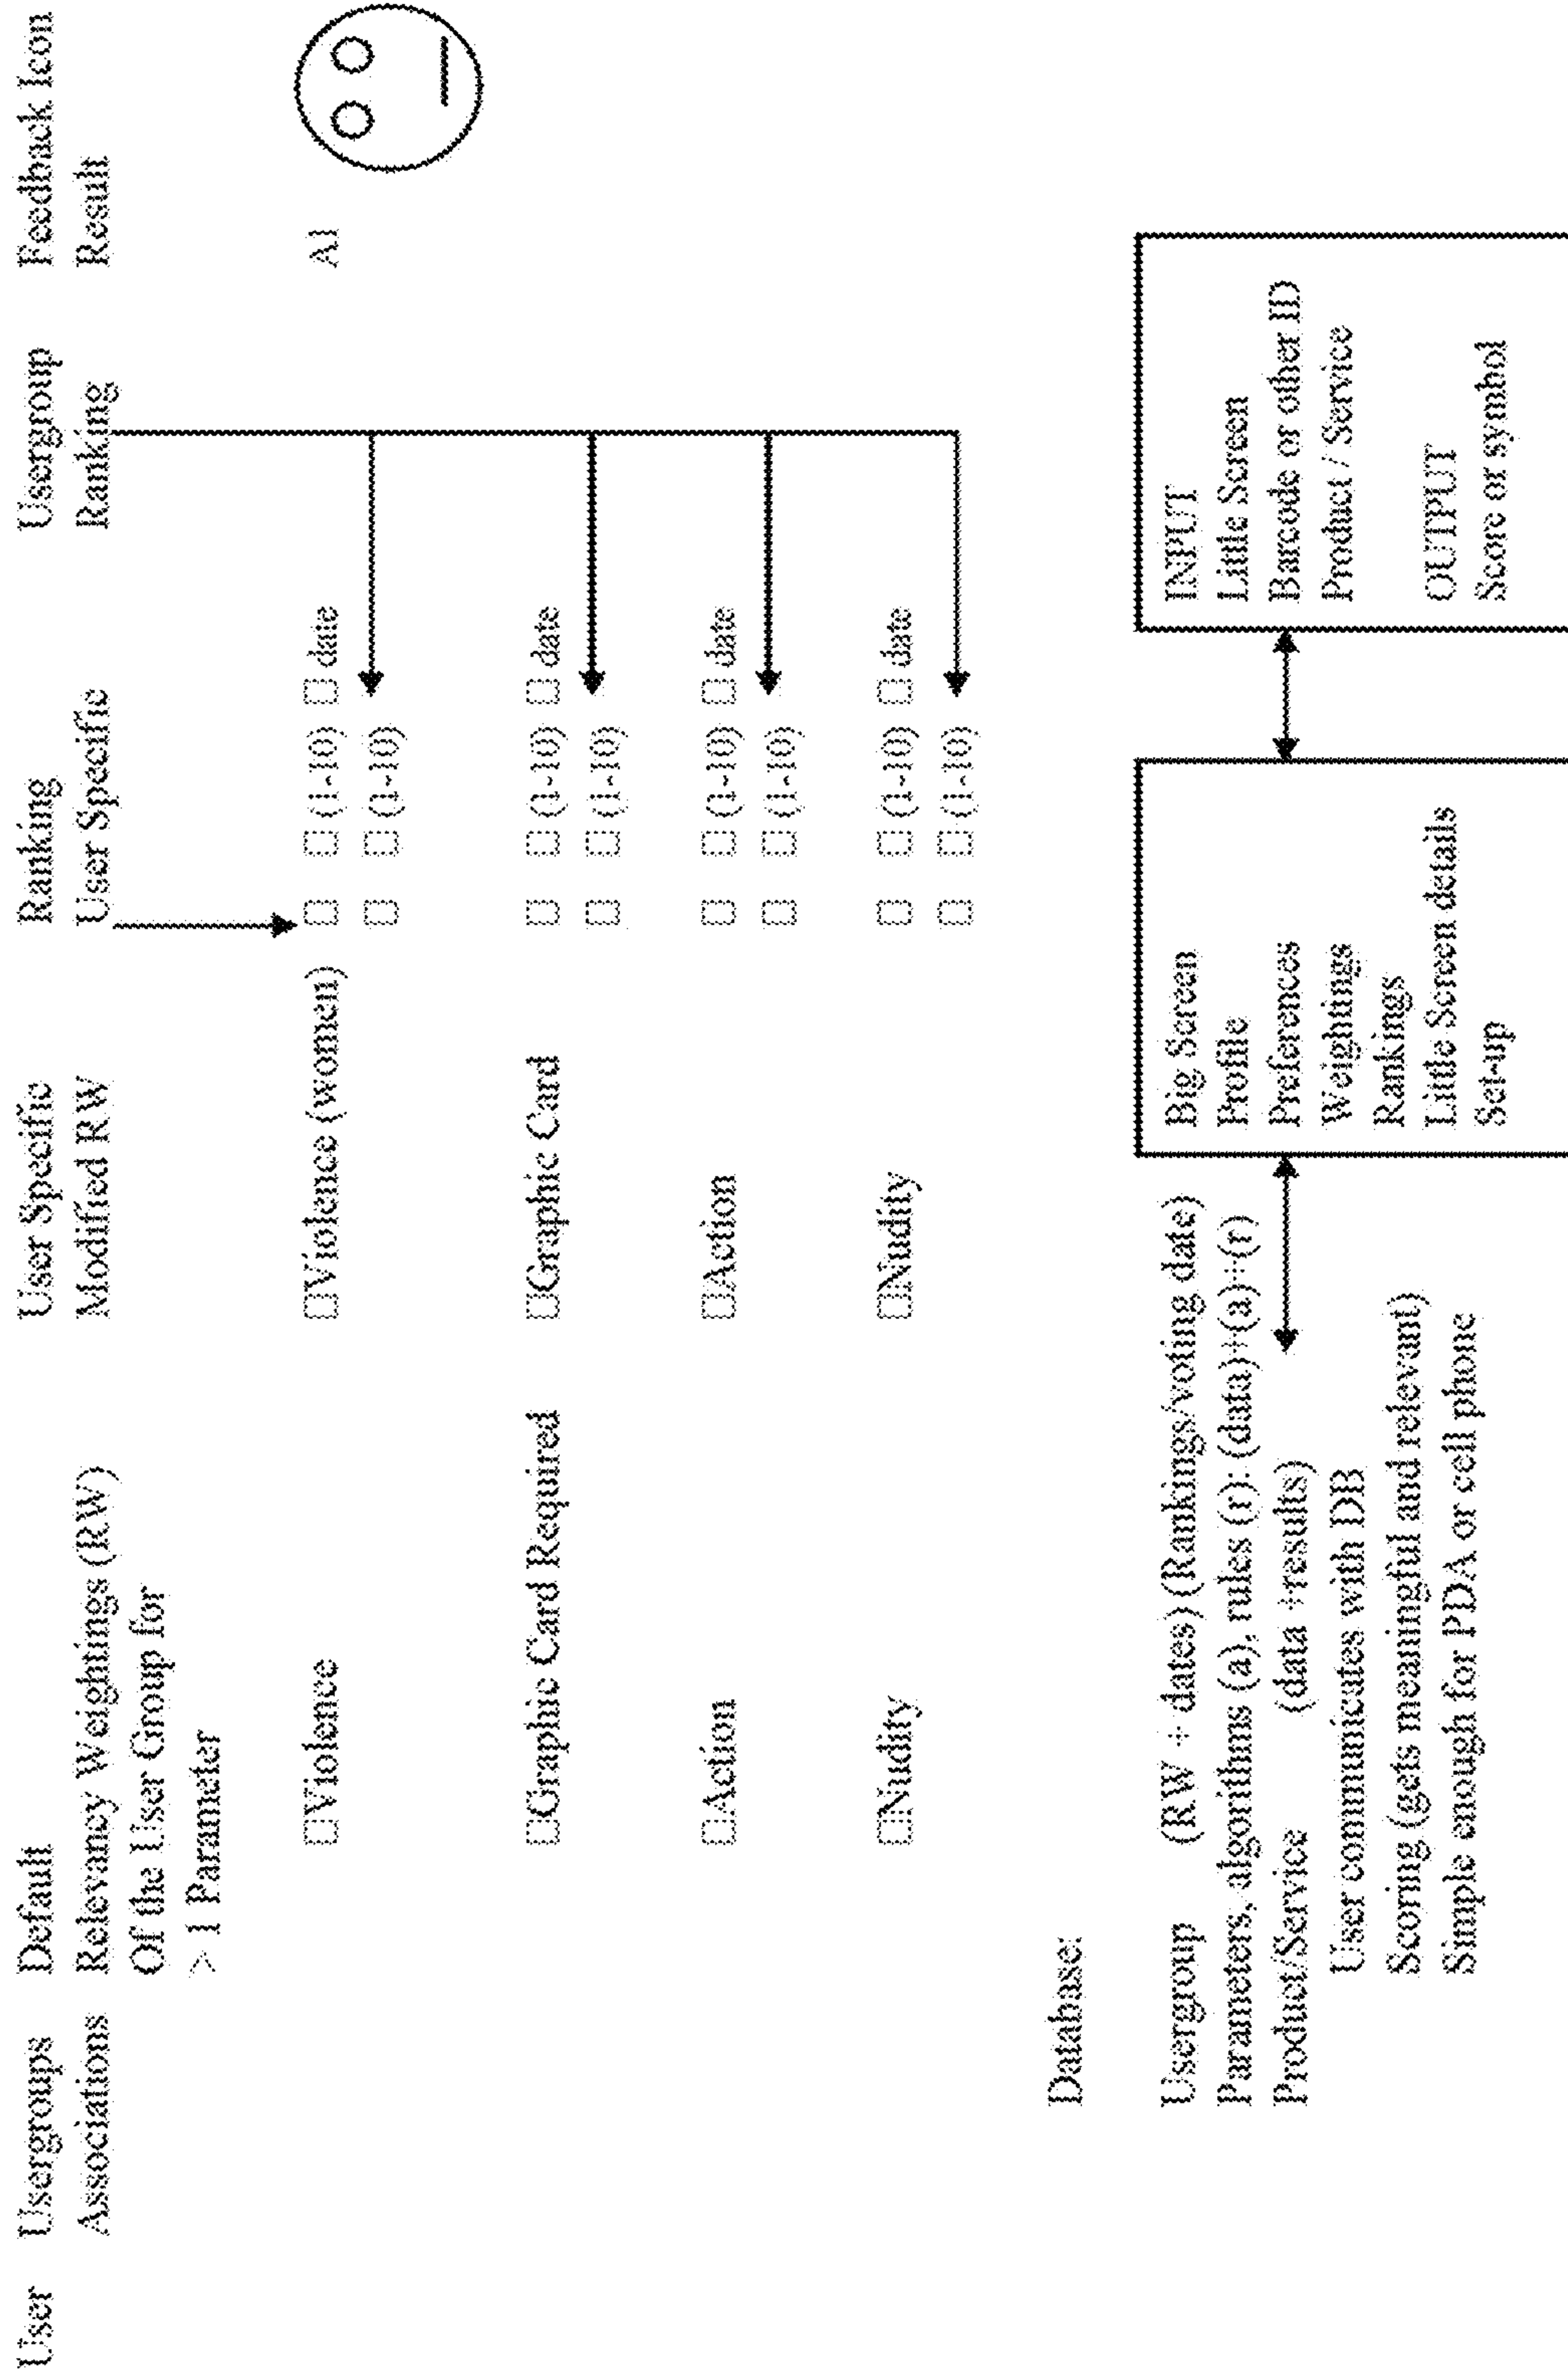 User Usergroups Default User Specific Ranking Usergroup Feedback Icon
Associations Relevancy Weightings (RW) Modified RW User Specific Ranking Result
Of the User Group for
> 1 Parameter
□Violence □Violence (women) □ □ (1-10) □ date AI
□ □ (1-10)
□Graphic Card Required □Graphic Card □ □ (1-10) □ date
□ □ (1-10)
□Action □Action □ □ (1-10) □ date
□ □ (1-10)
□Nudity □Nudity □ □ (1-10) □ date
□ □ (1-10)
Database:
Usergroup (RW + dates) (Rankings/voting date)
Parameters, algorithms (a), rules (r): (data)+(a)+(r)
Product/Service (data +results)
User communicates with DB
Scoring (gets meaningful and relevant)
Simple enough for PDA or cell phone
Big Screen
Profile
Preferences
Weightings
Rankings
Little Screen details
Set-up
INPUT
Little Screen
Barcode or other ID
Product / Service
OUTPUT
Score or symbol